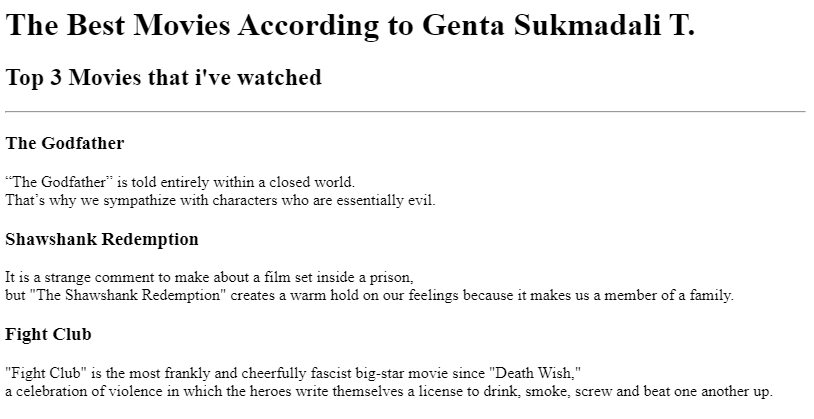 The Best Movies According to Genta Sukmadali T.
Top 3 Movies that i've watched
The Godfather
“The Godfather” is told entirely within a closed world.
That’s why we sympathize with characters who are essentially evil.
Shawshank Redemption
It is a strange comment to make about a film set inside a prison,
but "The Shawshank Redemption" creates a warm hold on our feelings because it makes us a member of a family.
Fight Club
"Fight Club" is the most frankly and cheerfully fascist big-star movie since "Death Wish,"
a celebration of violence in which the heroes write themselves a license to drink, smoke, screw and beat one another up.